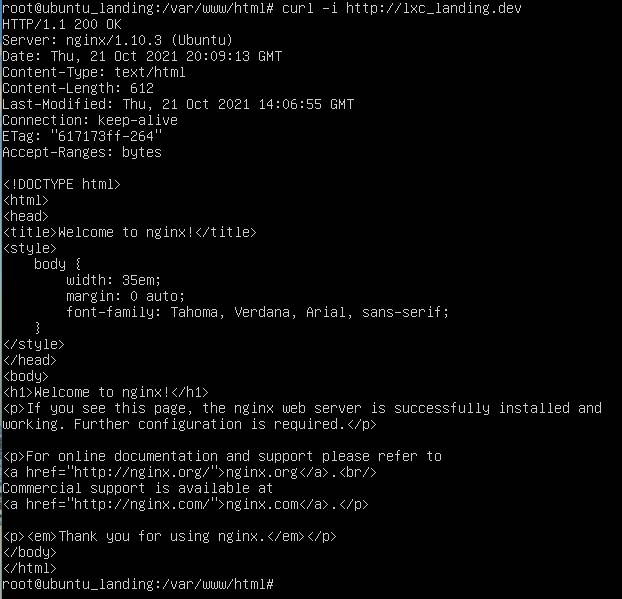 root@ubuntu_landing:/var/www/html# curl -i http://lxc_landing.dev
HTTP/1.1 200 OK
Server: nginx/1.10.3 (Ubuntu)
Date: Thu, 21 Oct 2021 20:09:13 GMT
Content-Type: text/html
Content-Length: 612
Last-Modified: Thu, 21 Oct 2021 14:06:55 GMT
Connection: keep-alive
ETag: "617173ff-264"
Accept-Ranges: bytes

<!DOCTYPE html>
<html>
<head>
<title>Welcome to nginx!</title>
<style>
    body {
        width: 35em;
        margin: 0 auto;
        font-family: Tahoma, Verdana, Arial, sans-serif;
    }
</style>
</head>
<body>
<h1>Welcome to nginx!</h1>
<p>If you see this page, the nginx web server is successfully installed and
working. Further configuration is required.</p>

<p>For online documentation and support please refer to
<a href="http://nginx.org/">nginx.org</a>.<br/>
Commercial support is available at
<a href="http://nginx.com/">nginx.com</a>.</p>

<p><em>Thank you for using nginx.</em></p>
</body>
</html>
root@ubuntu_landing:/var/www/html#